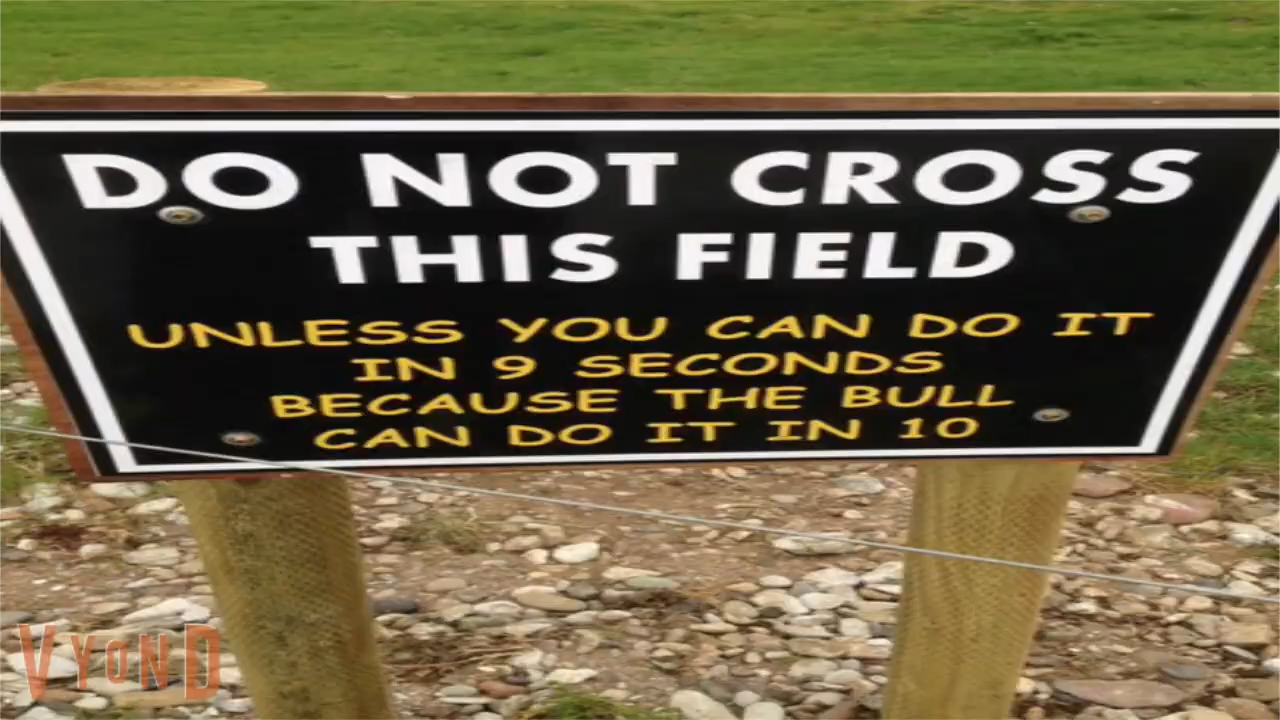 DO NOT CROSS
THIS FIELD
UNLESS YOU CAN DO IT
IN 9 SECONDS
BECAUSE THE BULL
CAN DO IT IN 10
VYOND